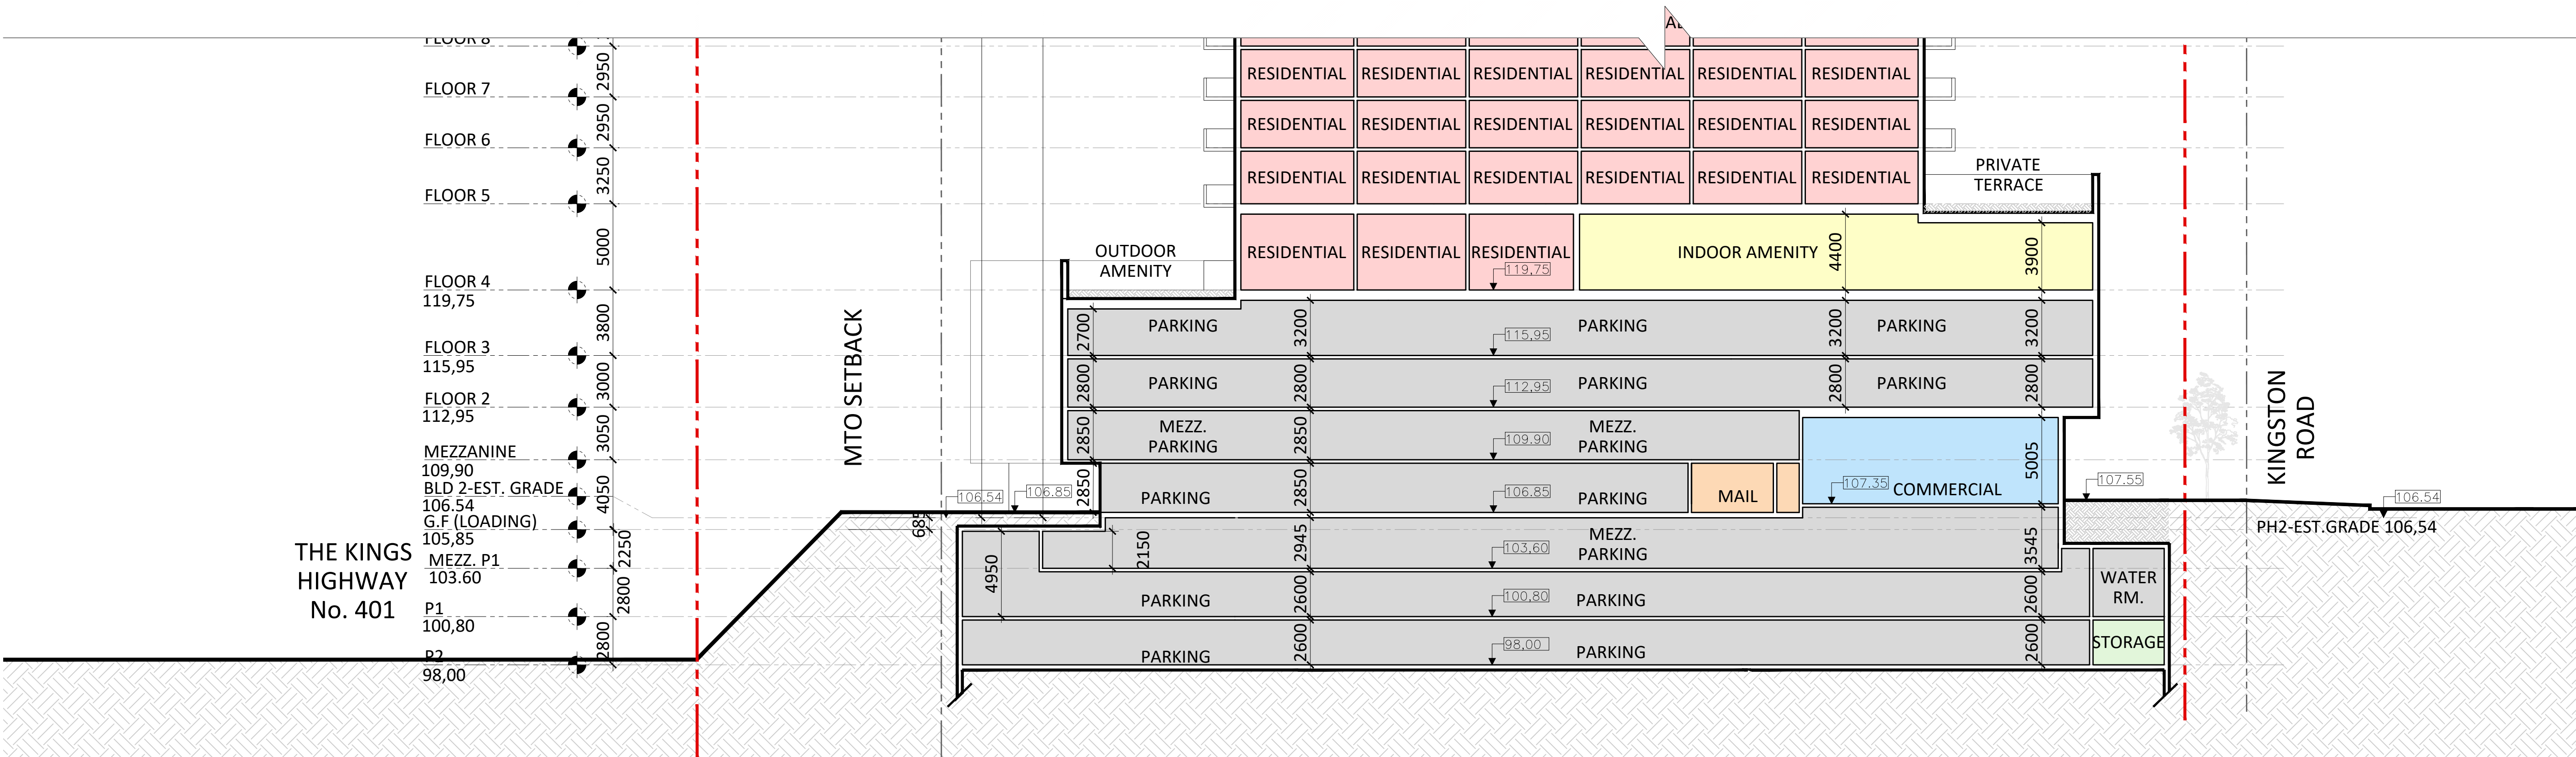 FLOOR 8
2950
FLOOR 7
2950
FLOOR 6
3250
FLOOR 5
5000
FLOOR 4
119,75
3800
FLOOR 3
115,95
3000
FLOOR 2
112,95
3050
MEZZANINE
109,90
BLD 2-EST. GRADE
106.54
4050
G.F (LOADING)
105,85
2250
MEZZ. P1
103.60
2800
P1
100,80
2800
P2
98,00
THE KINGS
HIGHWAY
No. 401
MTO SETBACK
RESIDENTIAL RESIDENTIAL RESIDENTIAL RESIDENTIAL RESIDENTIAL RESIDENTIAL
RESIDENTIAL RESIDENTIAL RESIDENTIAL RESIDENTIAL RESIDENTIAL RESIDENTIAL
RESIDENTIAL RESIDENTIAL RESIDENTIAL RESIDENTIAL RESIDENTIAL RESIDENTIAL
PRIVATE
TERRACE
OUTDOOR
AMENITY
RESIDENTIAL RESIDENTIAL RESIDENTIAL INDOOR AMENITY 4400 3900
119,75
2700 PARKING 3200 PARKING 3200 PARKING 3200
115,95
2800 PARKING 2800 PARKING 2800 PARKING 2800
112,95
2850 MEZZ. 2850 MEZZ.
PARKING PARKING
109.90
5005
106.54 106.85 2850 PARKING 2850 106.85 PARKING MAIL 107.35 COMMERCIAL 107.55 106.54
685
PH2-EST.GRADE 106,54
4950 2150 2945 103,60 MEZZ. 3545
PARKING
PARKING 2600 100,80 PARKING 2600 WATER
RM.
PARKING 2600 98,00 PARKING 2600 STORAGE
KINGSTON
ROAD